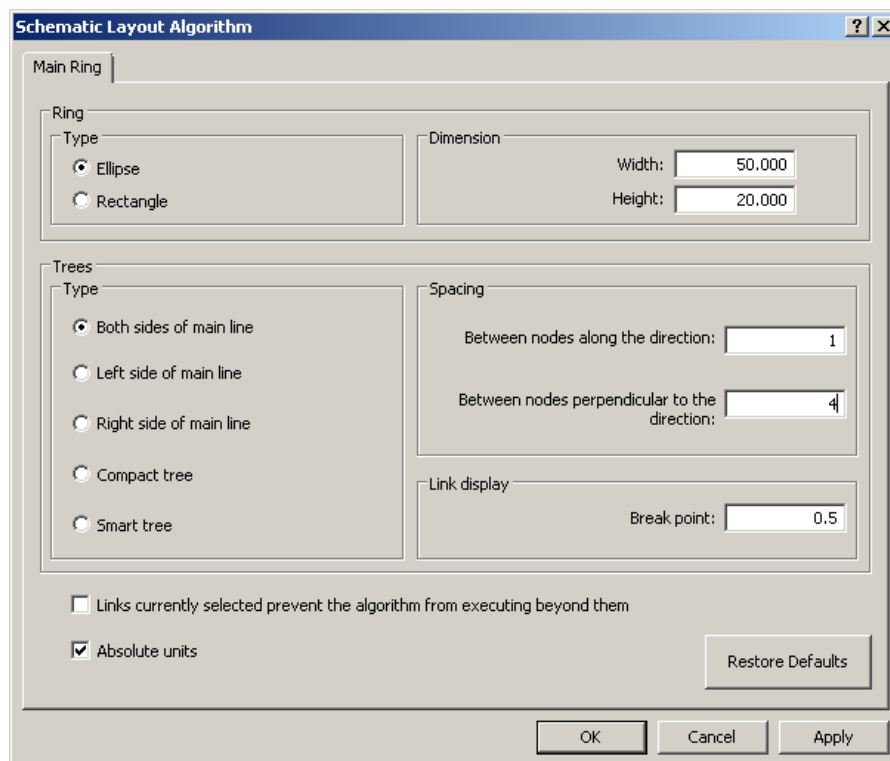 Schematic Layout Algorithm
Main Ring
Ring
Type
Ellipse
Rectangle
Dimension
Width: 50.000
Height: 20.000
Trees
Type
Both sides of main line
Left side of main line
Right side of main line
Compact tree
Smart tree
Spacing
Between nodes along the direction: 1
Between nodes perpendicular to the
direction: 4
Link display
Break point: 0.5
Links currently selected prevent the algorithm from executing beyond them
Absolute units
Restore Defaults
OK Cancel Apply